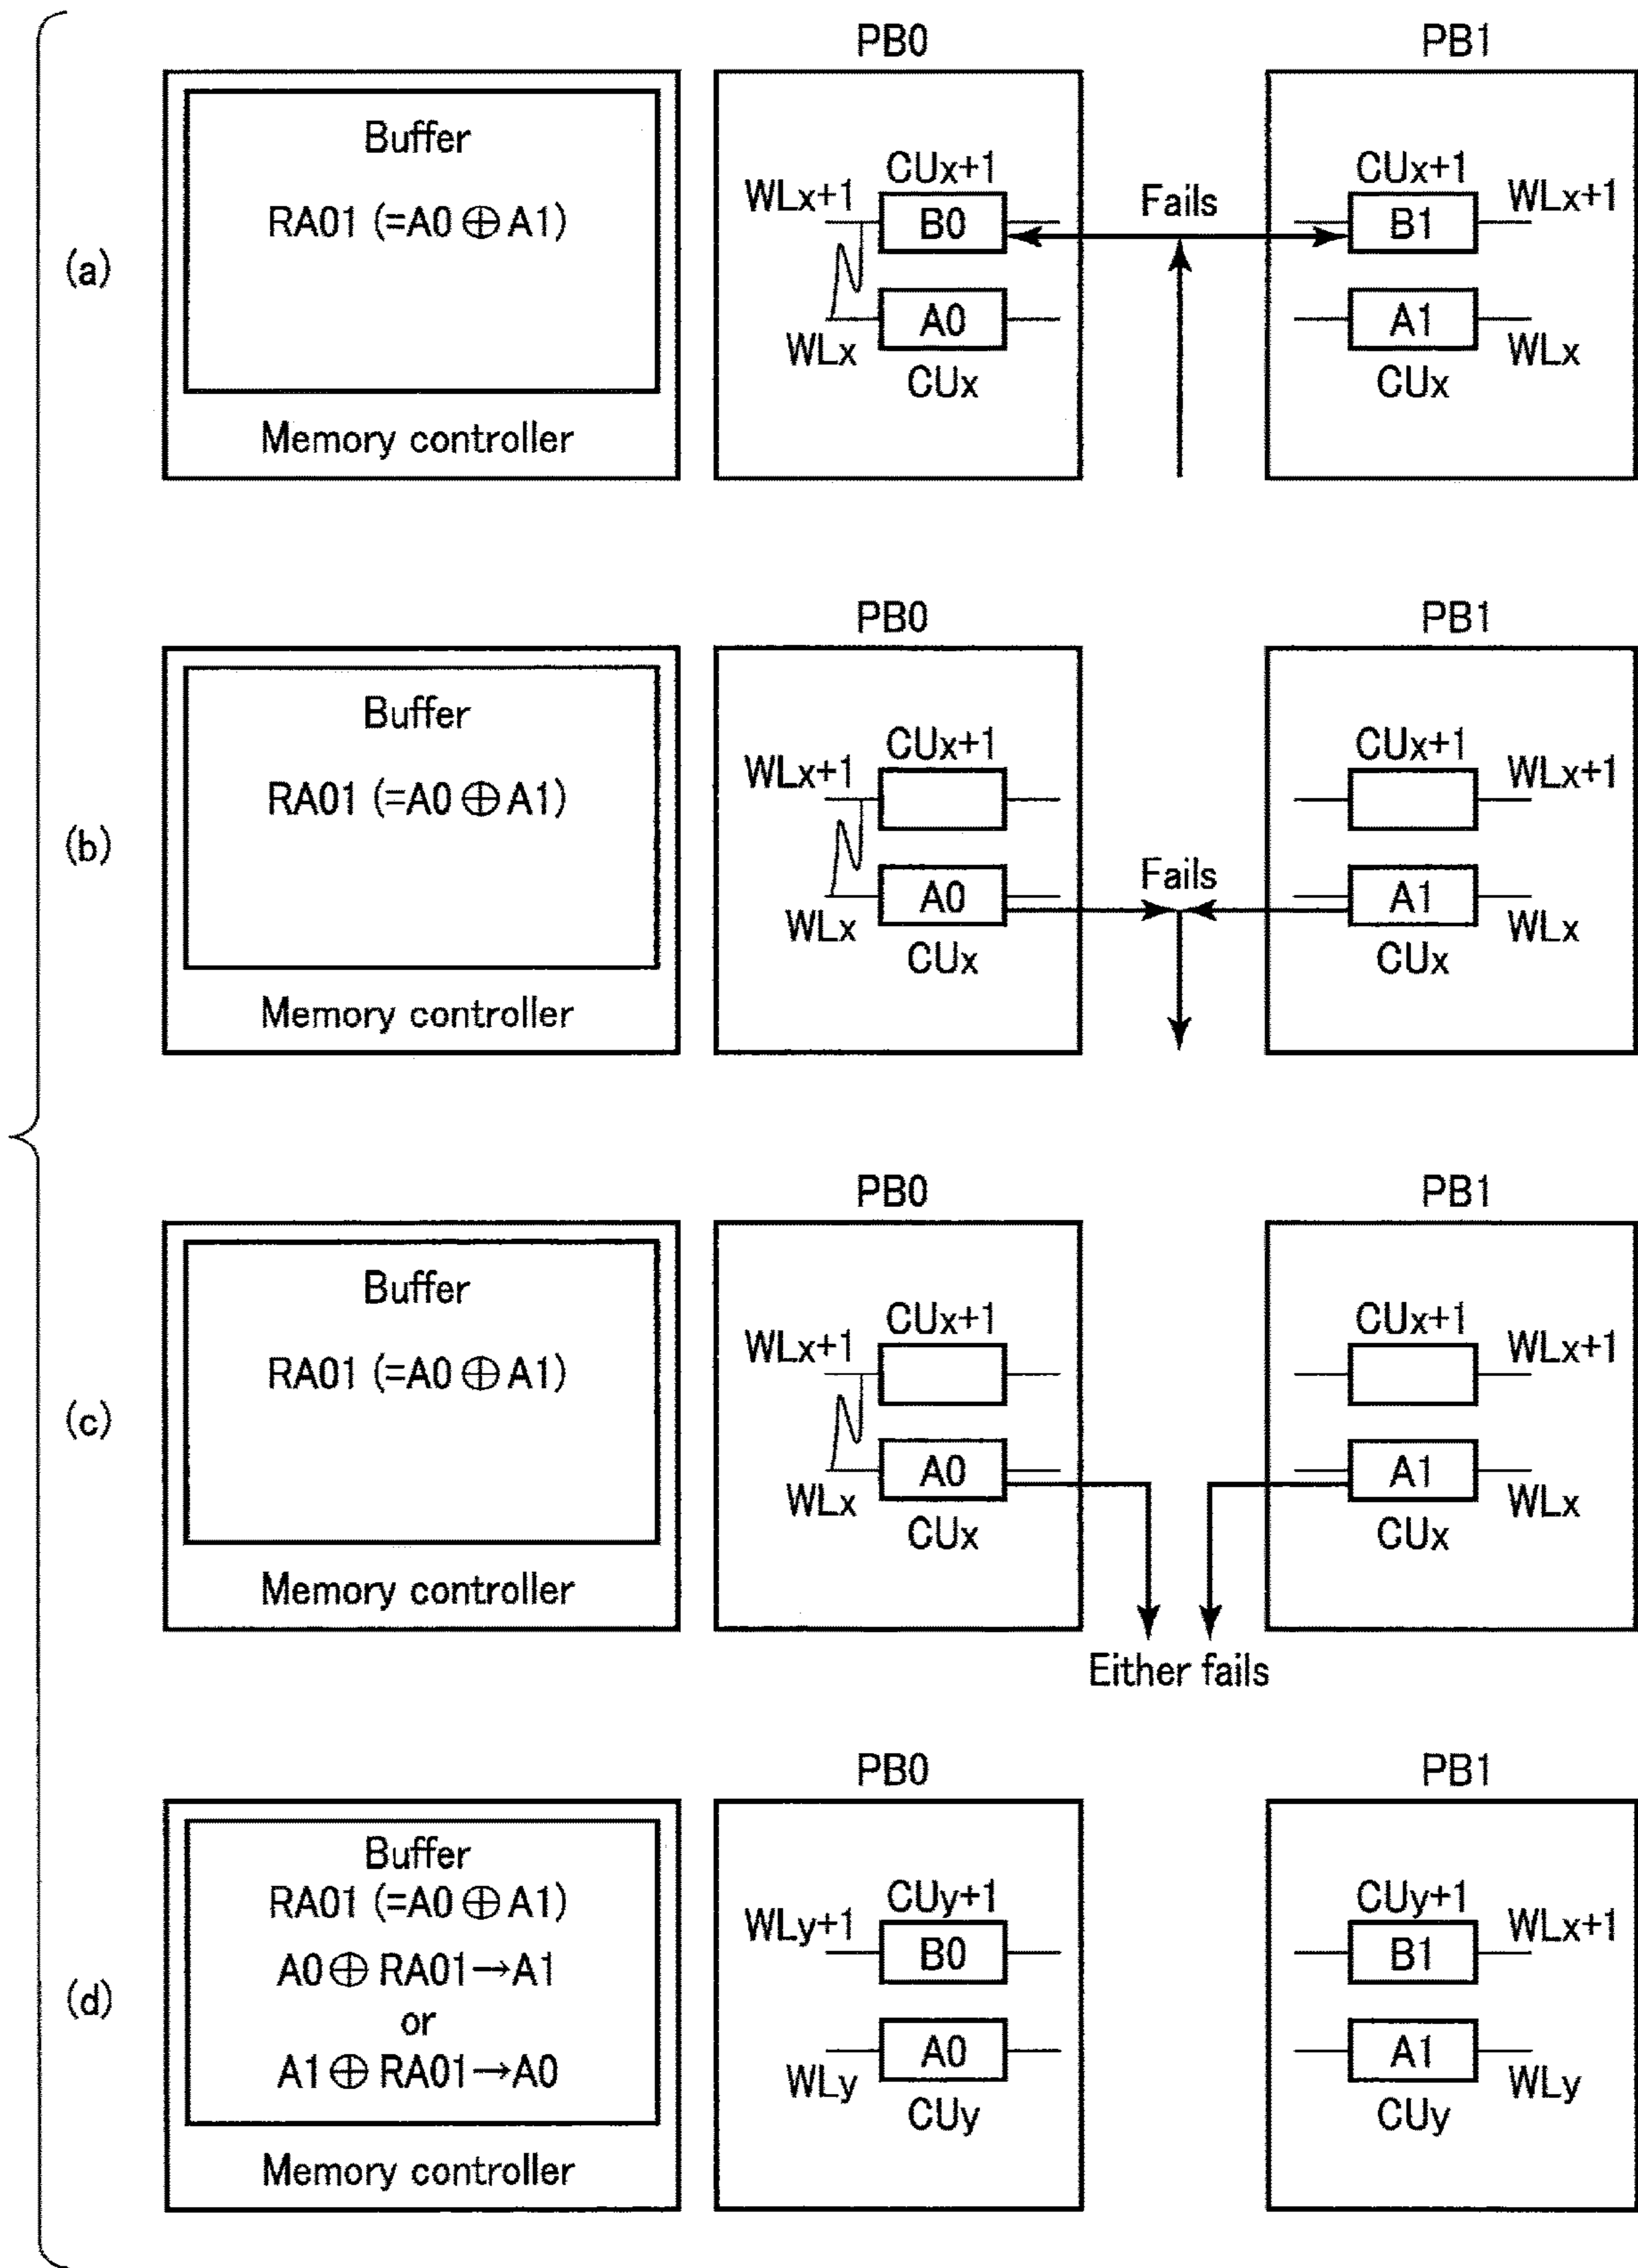 (a)
Buffer
RA01 (=A0 ⊕ A1)
Memory controller
PB0
CUx+1
WLx+1
B0
A0
WLx
CUx
Fails
PB1
CUx+1
WLx+1
B1
A1
WLx
CUx
(b)
Buffer
RA01 (=A0 ⊕ A1)
Memory controller
PB0
CUx+1
WLx+1
A0
WLx
CUx
Fails
PB1
CUx+1
WLx+1
A1
WLx
CUx
(c)
Buffer
RA01 (=A0 ⊕ A1)
Memory controller
PB0
CUx+1
WLx+1
A0
WLx
CUx
Either fails
PB1
CUx+1
WLx+1
A1
WLx
CUx
(d)
Buffer
RA01 (=A0 ⊕ A1)
A0 ⊕ RA01→A1
or
A1 ⊕ RA01→A0
Memory controller
PB0
CUy+1
WLy+1
B0
A0
WLy
CUy
PB1
CUy+1
WLx+1
B1
A1
WLy
CUy